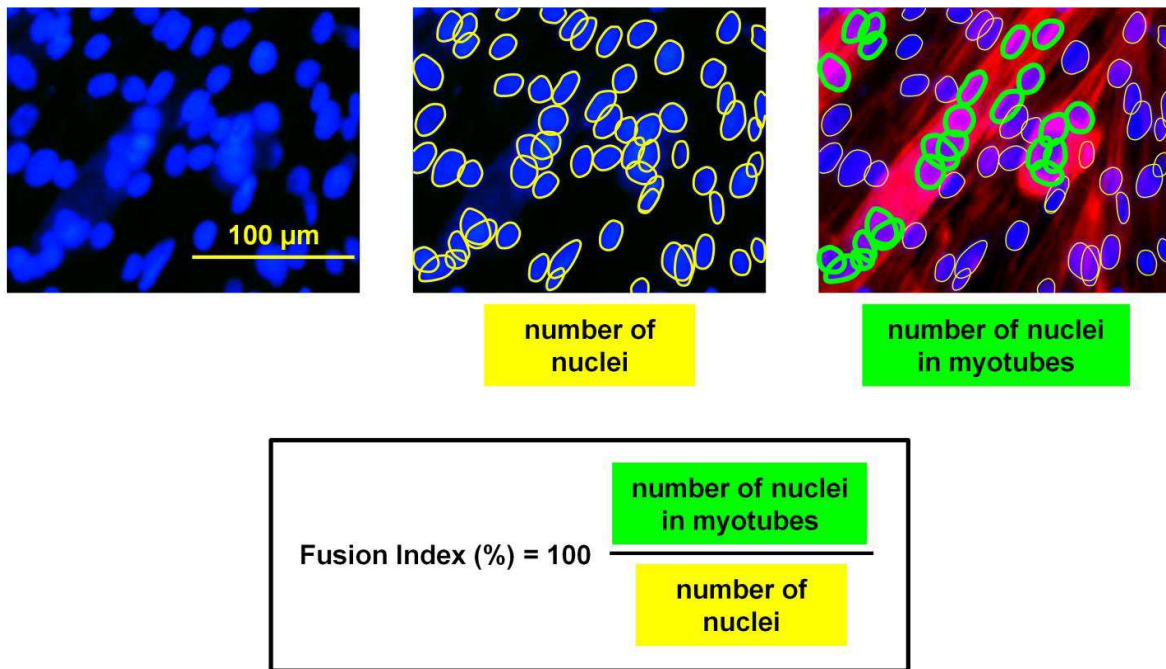 100 µm
number of
nuclei
number of nuclei
in myotubes
Fusion Index (%) = 100
number of nuclei
in myotubes
number of
nuclei